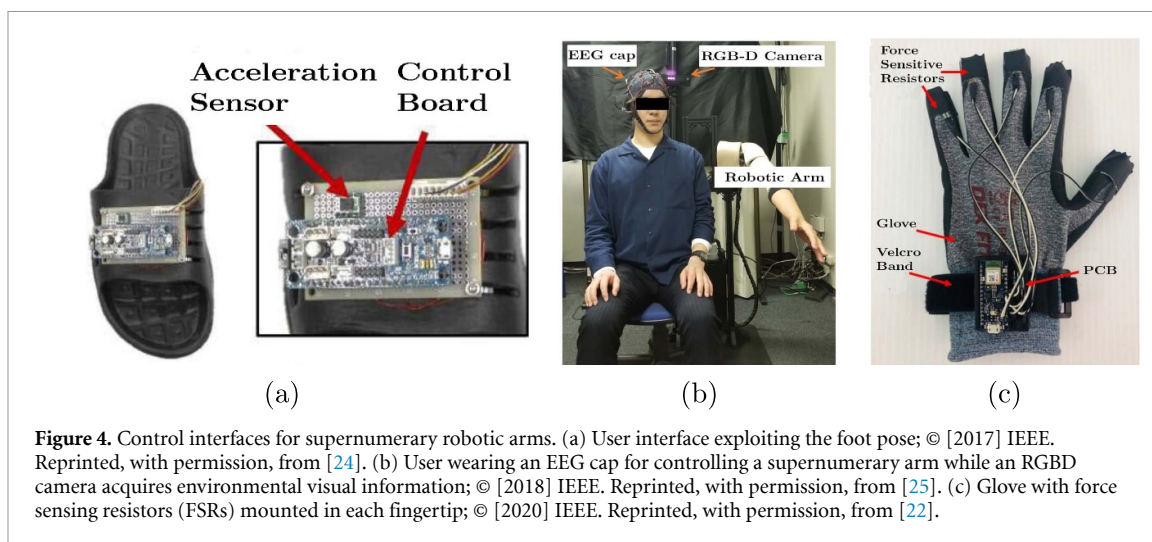 Acceleration Control
Sensor Board
EEG cap
RGB-D Camera
Robotic Arm
Force
Sensitive
Resistors
Glove
Velcro
Band
PCB
(a)
(b)
(c)
Figure 4. Control interfaces for supernumerary robotic arms. (a) User interface exploiting the foot pose; © [2017] IEEE.
Reprinted, with permission, from [24]. (b) User wearing an EEG cap for controlling a supernumerary arm while an RGBD
camera acquires environmental visual information; © [2018] IEEE. Reprinted, with permission, from [25]. (c) Glove with force
sensing resistors (FSRs) mounted in each fingertip; © [2020] IEEE. Reprinted, with permission, from [22].